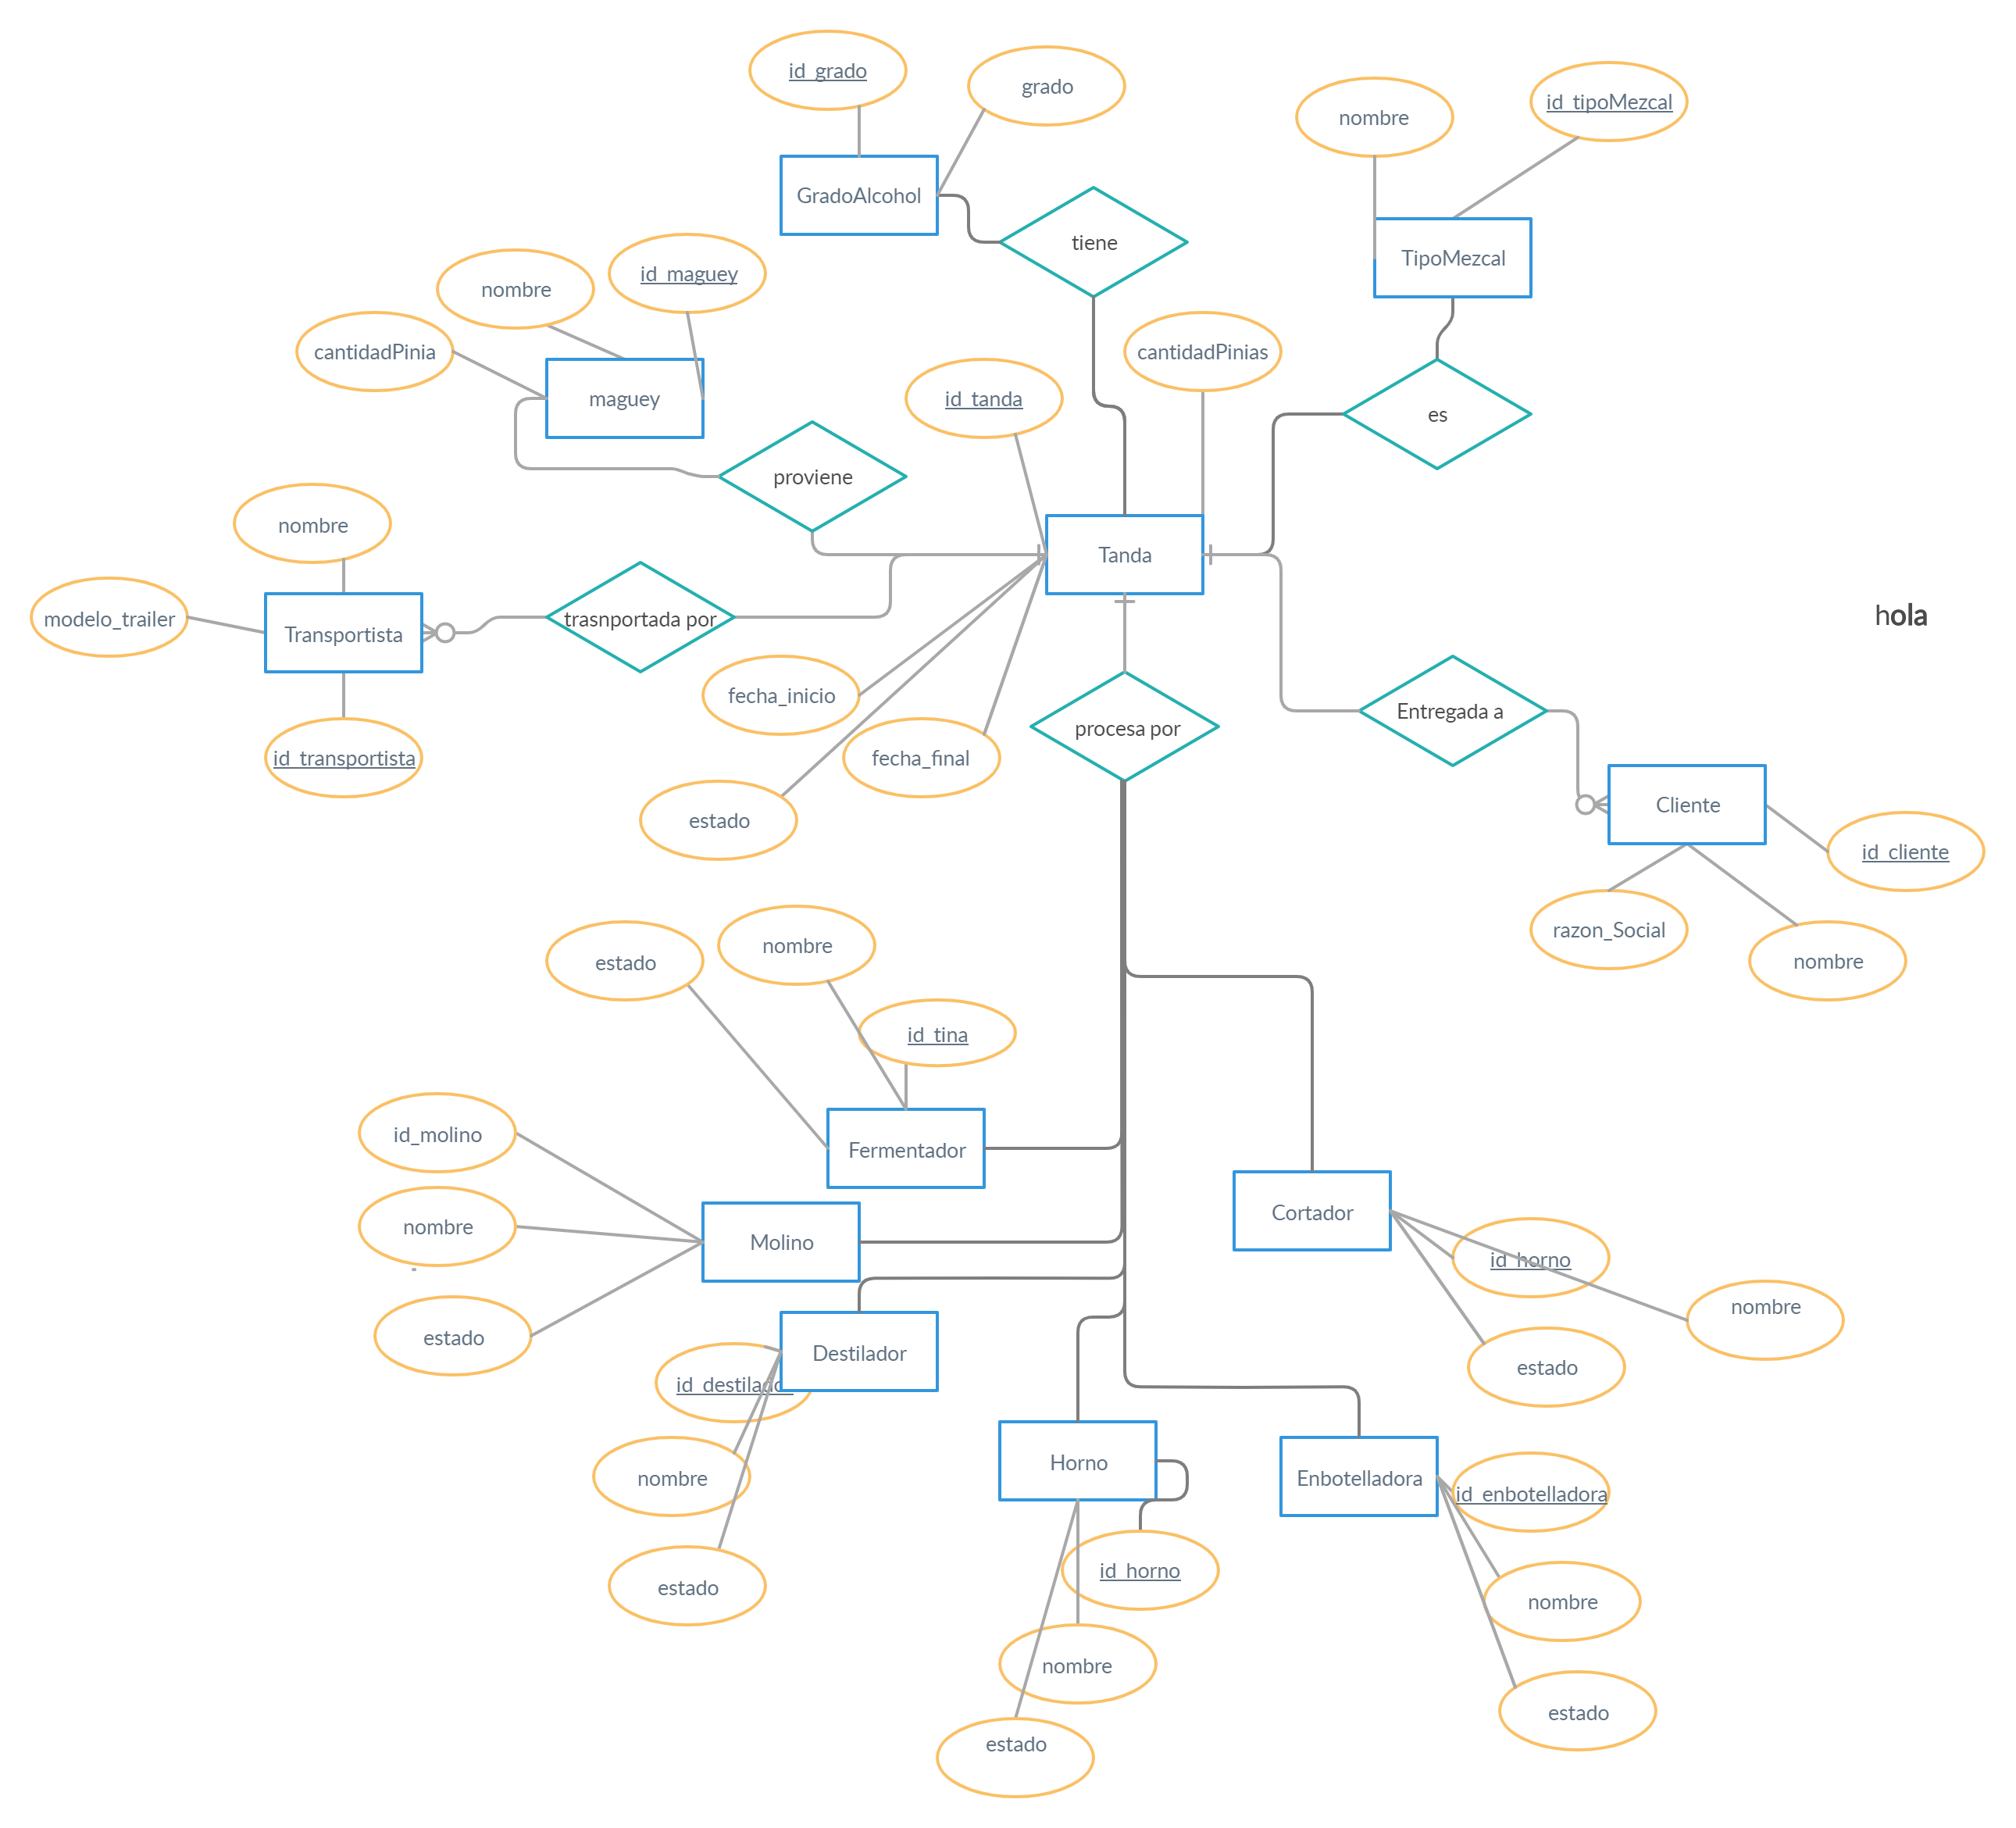 id_grado
grado
id_tipoMezcal
nombre
GradoAlcohol
tiene
TipoMezcal
id_maguey
nombre
cantidadPinia
cantidadPinias
maguey
id_tanda
es
proviene
nombre
Tanda
modelo_trailer
Transportista
trasnportada por
hola
fecha_inicio
Entregada a
procesa por
id_transportista
fecha_final
estado
Cliente
id_cliente
razon_Social
nombre
estado
nombre
id_tina
id_molino
Fermentador
nombre
Molino
Cortador
id_horno
nombre
estado
Destilador
estado
id_destilador
nombre
Horno
Enbotelladora
id_enbotelladora
id_horno
estado
nombre
nombre
estado
estado